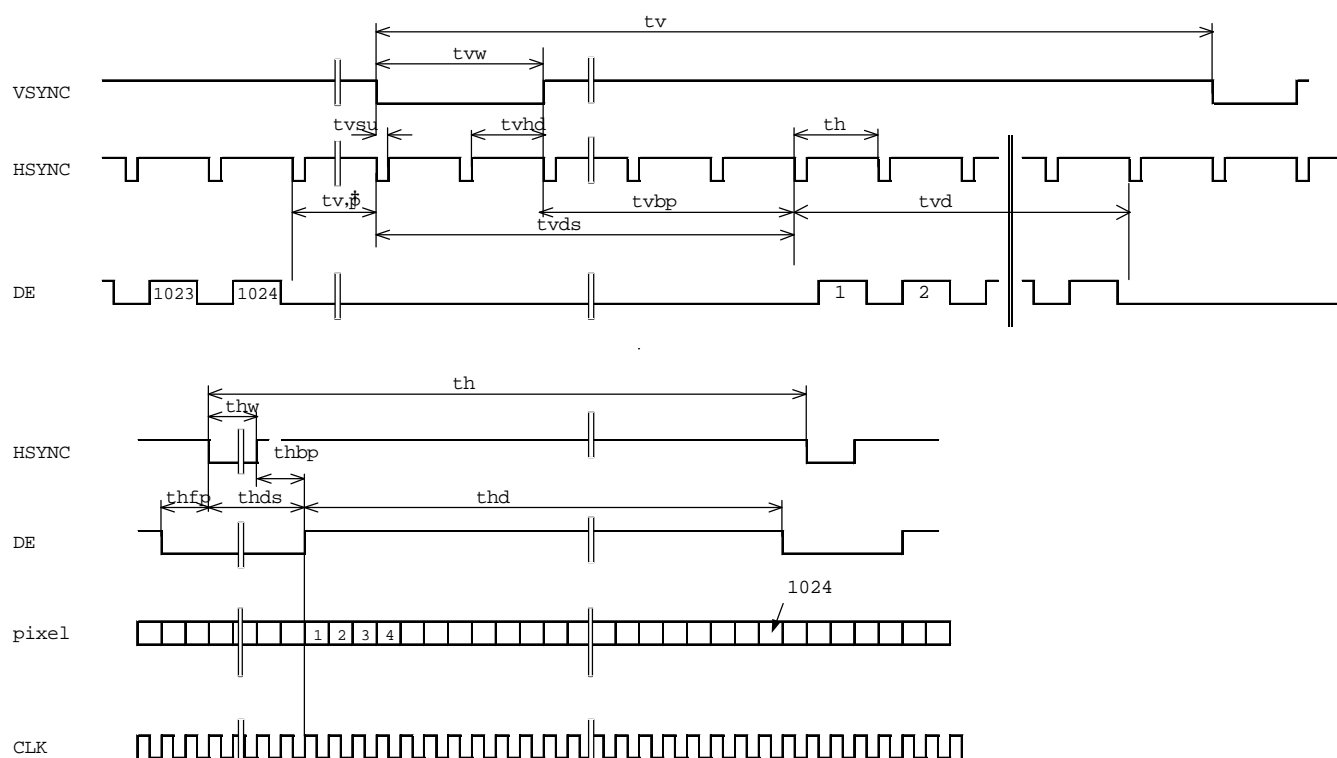 tv
tvw
VSYNC
tvsu tvhd th
HSYNC
tvbp tvd
tvds
DE 1023 1024 1 2
th
thw
HSYNC
thbp
thfp thds thd
DE
1024
pixel 1 2 3 4
CLK